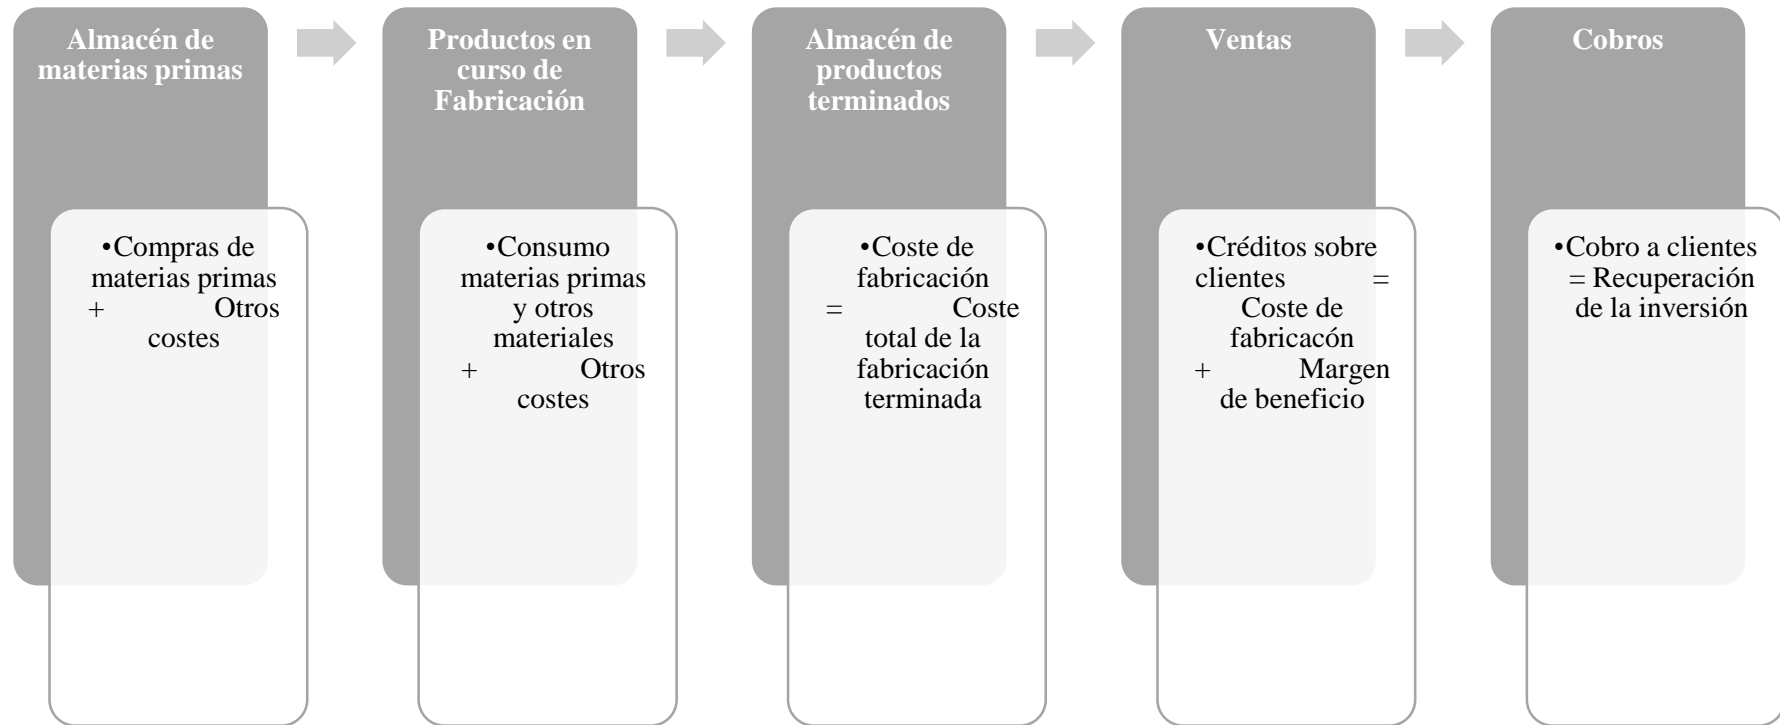 Almacén de
materias primas
•Compras de
materias primas
+ Otros
costes
Productos en
curso de
Fabricación
•Consumo
materias primas
y otros
materiales
+ Otros
costes
Almacén de
productos
terminados
•Coste de
fabricación
= Coste
total de la
fabricación
terminada
Ventas
•Créditos sobre
clientes =
Coste de
fabricacón
+ Margen
de beneficio
Cobros
•Cobro a clientes
= Recuperación
de la inversión